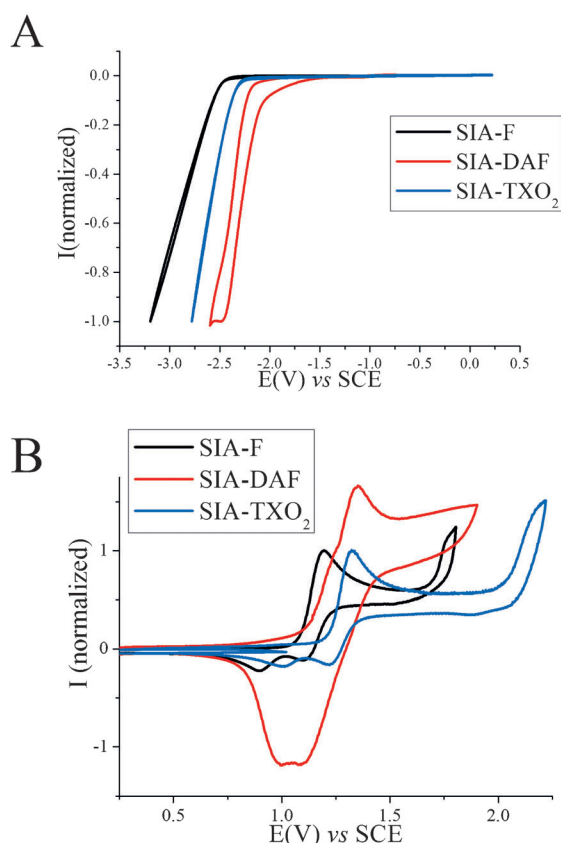 A
I(normalized)
0.0
-0.2
-0.4
-0.6
-0.8
-1.0
SIA-F
SIA-DAF
SIA-TXO₂
-3.5 -3.0 -2.5 -2.0 -1.5 -1.0 -0.5 0.0 0.5
E(V) vs SCE
B
SIA-F
SIA-DAF
SIA-TXO₂
I (normalized)
1
0
-1
0.5 1.0 1.5 2.0
E(V) vs SCE